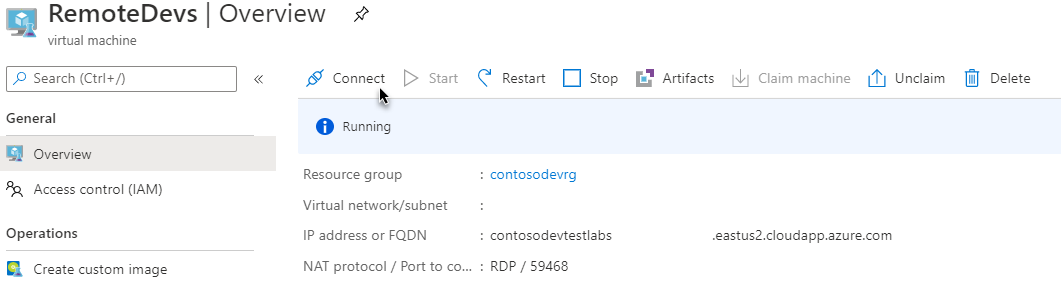 RemoteDevs | Overview
virtual machine
Search (Ctrl+/)
«
General
Overview
Access control (IAM)
Operations
Create custom image
Connect Start Restart Stop Artifacts Claim machine Unclaim Delete
Running
Resource group : contosodevrg
Virtual network/subnet :
IP address or FQDN : contosodevtestlabs .eastus2.cloudapp.azure.com
NAT protocol / Port to co... : RDP / 59468